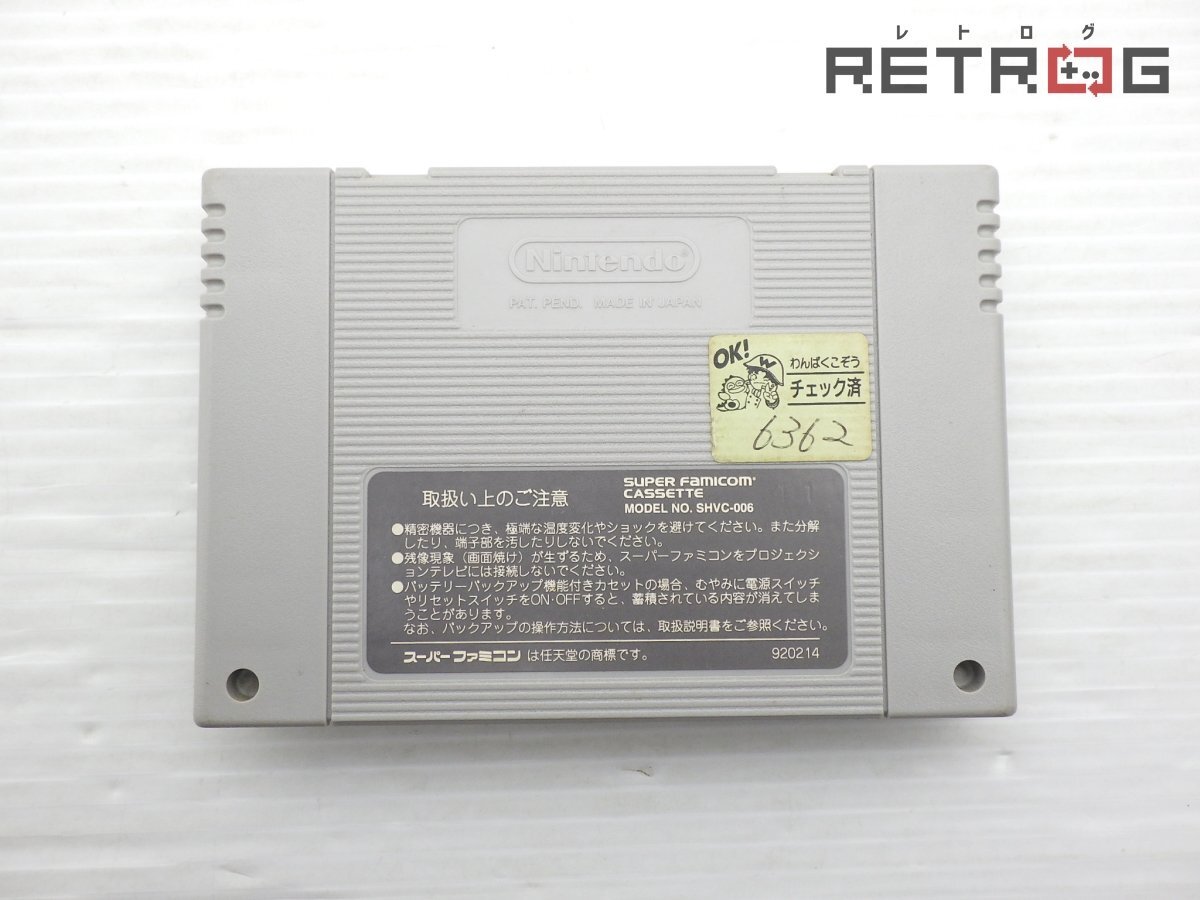 レトログ
RETROG
Nintendo®
PAT. PEND. MADE IN JAPAN
OK!
W
わんぱくこぞう
チェック済
6362
取扱い上のご注意
SUPER FAMICOM
CASSETTE
MODEL NO. SHVC-006
●精密機器につき、極端な温度変化やショックを避けてください。また分解
したり、端子部を汚したりしないでください。
●残像現象（画面焼け）が生ずるため、スーパーファミコンをプロジェクシ
ョンテレビには接続しないでください。
●バッテリーバックアップ機能付きカセットの場合、むやみに電源スイッチ
やリセットスイッチをON·OFFすると、蓄積されている内容が消えてしま
うことがあります。
なお、バックアップの操作方法については、取扱説明書をご参照ください。
スーパーファミコン は任天堂の商標です。
920214